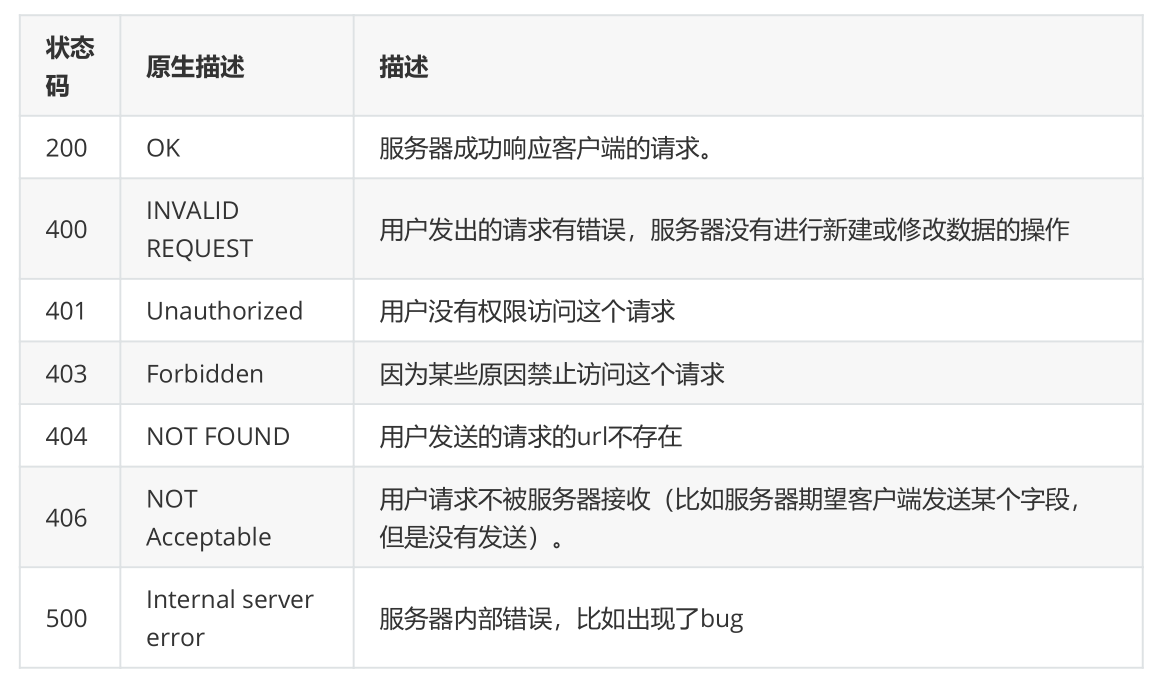 状态
码
原生描述
描述
200
OK
服务器成功响应客户端的请求。
400
INVALID
REQUEST
用户发出的请求有错误，服务器没有进行新建或修改数据的操作
401
Unauthorized
用户没有权限访问这个请求
403
Forbidden
因为某些原因禁止访问这个请求
404
NOT FOUND
用户发送的请求的url不存在
406
NOT
Acceptable
用户请求不被服务器接收（比如服务器期望客户端发送某个字段，
但是没有发送）。
500
Internal server
error
服务器内部错误，比如出现了bug